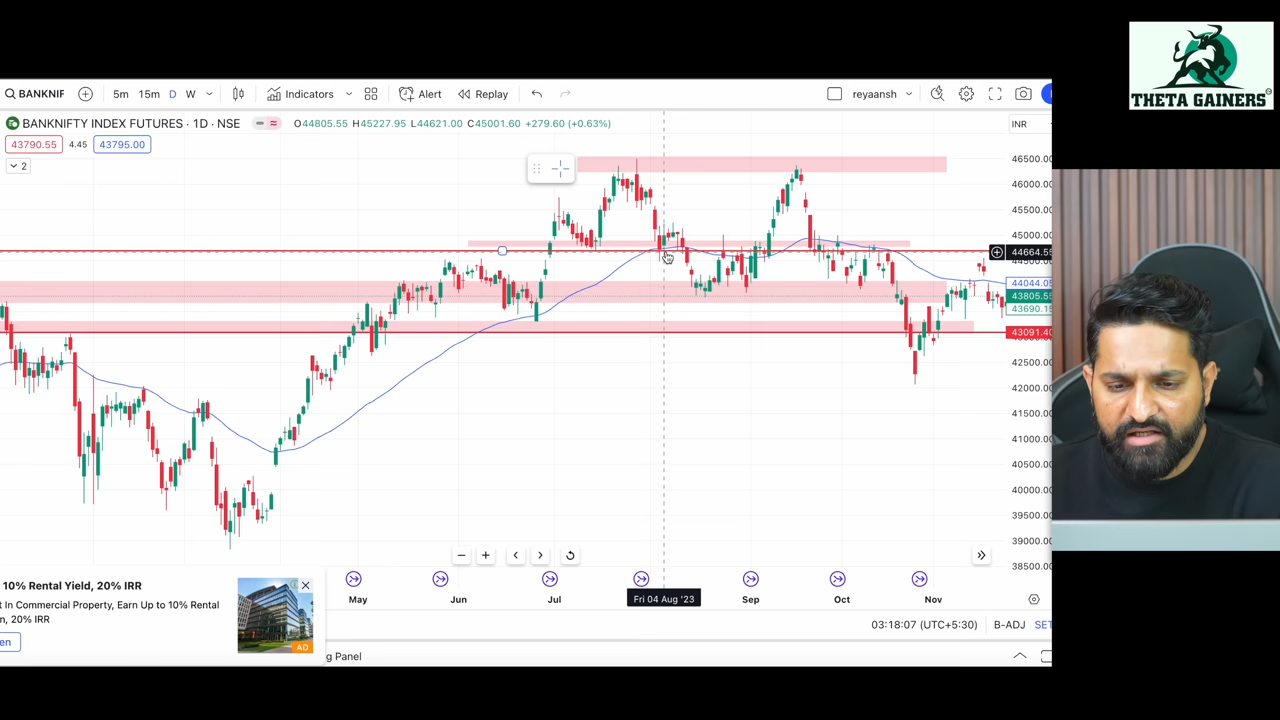 THETA GAINERS
BANKNIF
5m 15m D W
Indicators
Alert
Replay
reyaansh
BANKNIFTY INDEX FUTURES · 1D · NSE
O44805.55 H45227.95 L44621.00 C45001.60 +279.60 (+0.63%)
INR
43790.55 4.45 43795.00
2
46500.00
46000.00
45500.00
45000.00
44664.55
44044.05
43805.55
43690.15
43091.40
42500.00
42000.00
41500.00
41000.00
40500.00
40000.00
39500.00
39000.00
38500.00
10% Rental Yield, 20% IRR
t In Commercial Property, Earn Up to 10% Rental
n, 20% IRR
en
AD
May Jun Jul Fri 04 Aug '23 Sep Oct Nov
03:18:07 (UTC+5:30) B-ADJ SET
g Panel